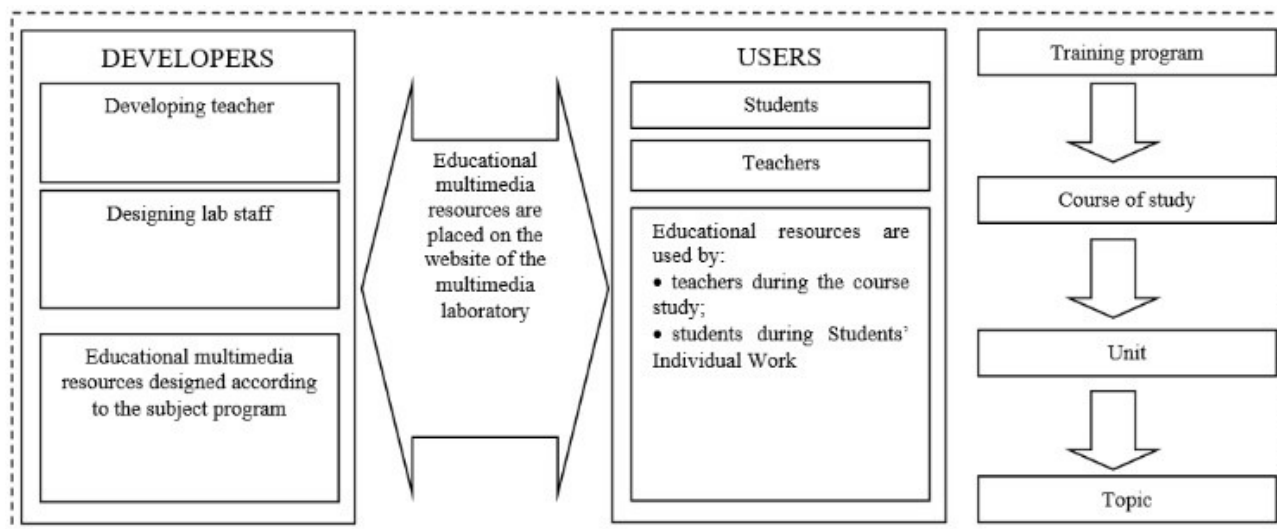 DEVELOPERS
Developing teacher
Designing lab staff
Educational multimedia
resources designed according
to the subject program
Educational
multimedia
resources are
placed on the
website of the
multimedia
laboratory
USERS
Students
Teachers
Educational resources are
used by:
• teachers during the course
study;
• students during Students’
Individual Work
Training program
Course of study
Unit
Topic